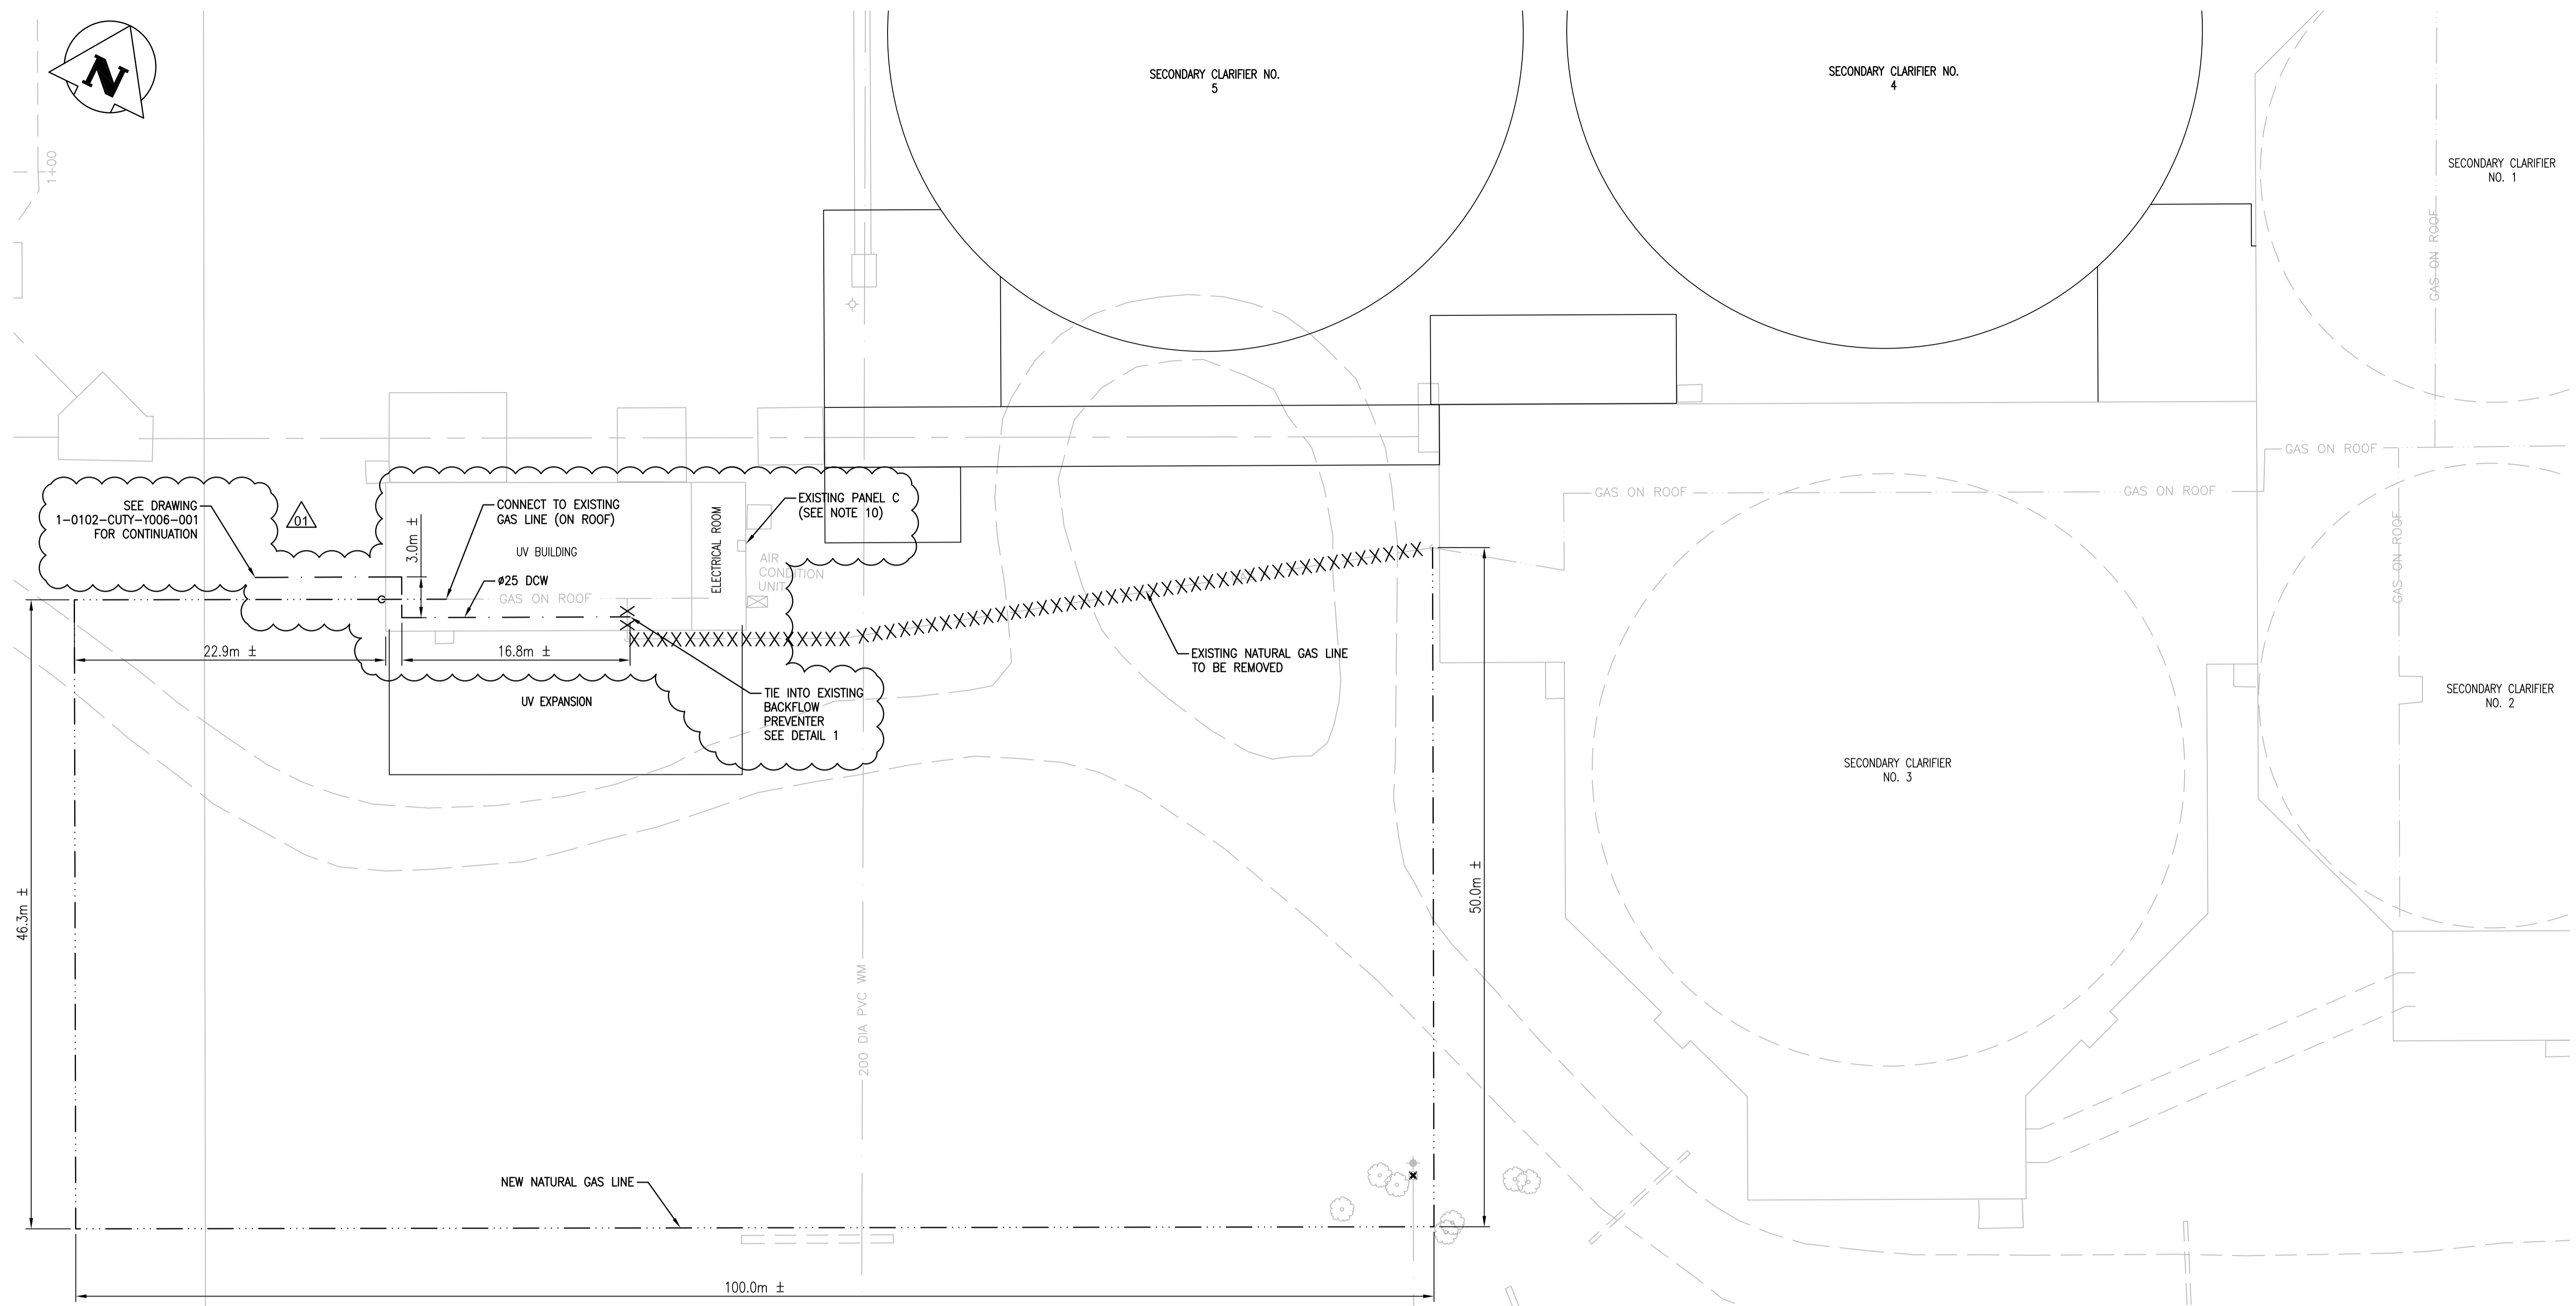 N
1+00
SECONDARY CLARIFIER NO.
5
SECONDARY CLARIFIER NO.
4
SECONDARY CLARIFIER
NO. 1
GAS ON ROOF
GAS ON ROOF
GAS ON ROOF
GAS ON ROOF
GAS ON ROOF
SEE DRAWING
1-0102-CUTY-Y006-001
FOR CONTINUATION
01
3.0m ±
CONNECT TO EXISTING
GAS LINE (ON ROOF)
UV BUILDING
ø25 DCW
GAS ON ROOF
ELECTRICAL ROOM
EXISTING PANEL C
(SEE NOTE 10)
AIR
CONDITION
UNIT
GAS
22.9m ±
16.8m ±
EXISTING NATURAL GAS LINE
TO BE REMOVED
UV EXPANSION
TIE INTO EXISTING
BACKFLOW
PREVENTER
SEE DETAIL 1
SECONDARY CLARIFIER
NO. 2
SECONDARY CLARIFIER
NO. 3
46.3m ±
50.0m ±
200 DIA PVC WM
NEW NATURAL GAS LINE
100.0m ±